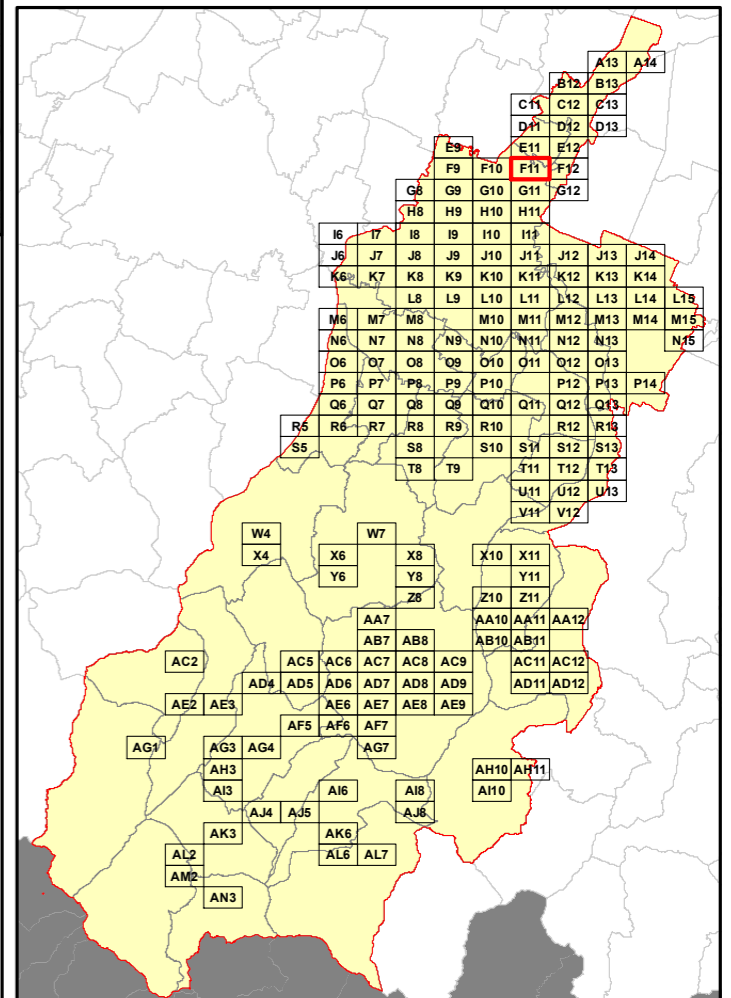 A13 A14
B12 B13
C11 C12 C13
D11 D12 D13
E9 E11 E12
F9 F10 F11 F12
G8 G9 G10 G11 G12
H8 H9 H10 H11
I6 I7 I8 I9 I10 I11
J6 J7 J8 J9 J10 J11 J12 J13 J14
K6 K7 K8 K9 K10 K11 K12 K13 K14
L8 L9 L10 L11 L12 L13 L14 L15
M6 M7 M8 M10 M11 M12 M13 M14 M15
N6 N7 N8 N9 N10 N11 N12 N13 N15
O6 O7 O8 O9 O10 O11 O12 O13
P6 P7 P8 P9 P10 P12 P13 P14
Q6 Q7 Q8 Q9 Q10 Q11 Q12 Q13
R5 R6 R7 R8 R9 R10 R12 R13
S5 S8 S10 S11 S12 S13
T8 T9 T11 T12 T13
U11 U12 U13
V11 V12
W4 W7
X4 X6 X8 X10 X11
Y6 Y8 Y11
Z8 Z10 Z11
AA7 AA10 AA11 AA12
AB7 AB8 AB10 AB11
AC2 AC5 AC6 AC7 AC8 AC9 AC11 AC12
AD4 AD5 AD6 AD7 AD8 AD9 AD11 AD12
AE2 AE3 AE6 AE7 AE8 AE9
AF5 AF6 AF7
AG1 AG3 AG4 AG7
AH3 AH10 AH11
AI3 AI6 AI8 AI10
AJ4 AJ5 AJ8
AK3 AK6
AL2 AL6 AL7
AM2
AN3